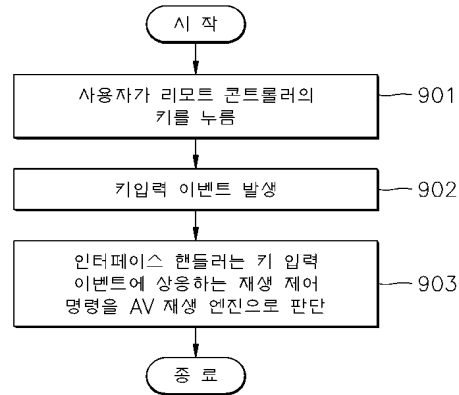 시 작
사용자가 리모트 콘트롤러의
키를 누름
901
키입력 이벤트 발생
902
인터페이스 핸들러는 키 입력
이벤트에 상응하는 재생 제어
명령을 AV 재생 엔진으로 판단
903
종 료